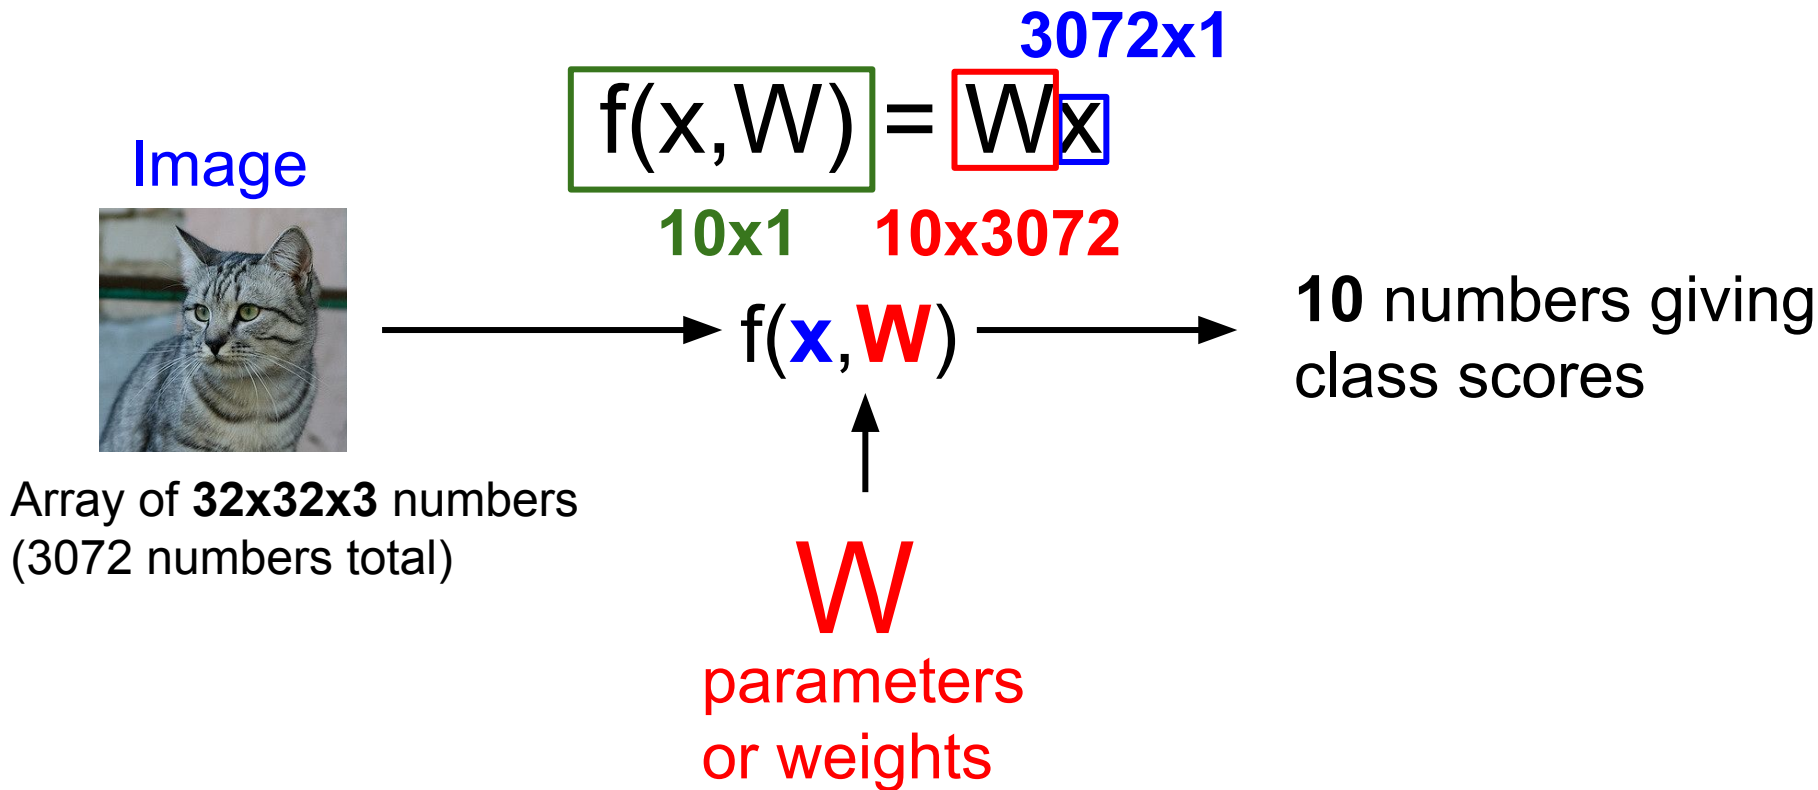 3072x1
f(x,W) = Wx
Image
10x1 10x3072
f(x,W)
10 numbers giving
class scores
Array of 32x32x3 numbers
(3072 numbers total)
W
parameters
or weights